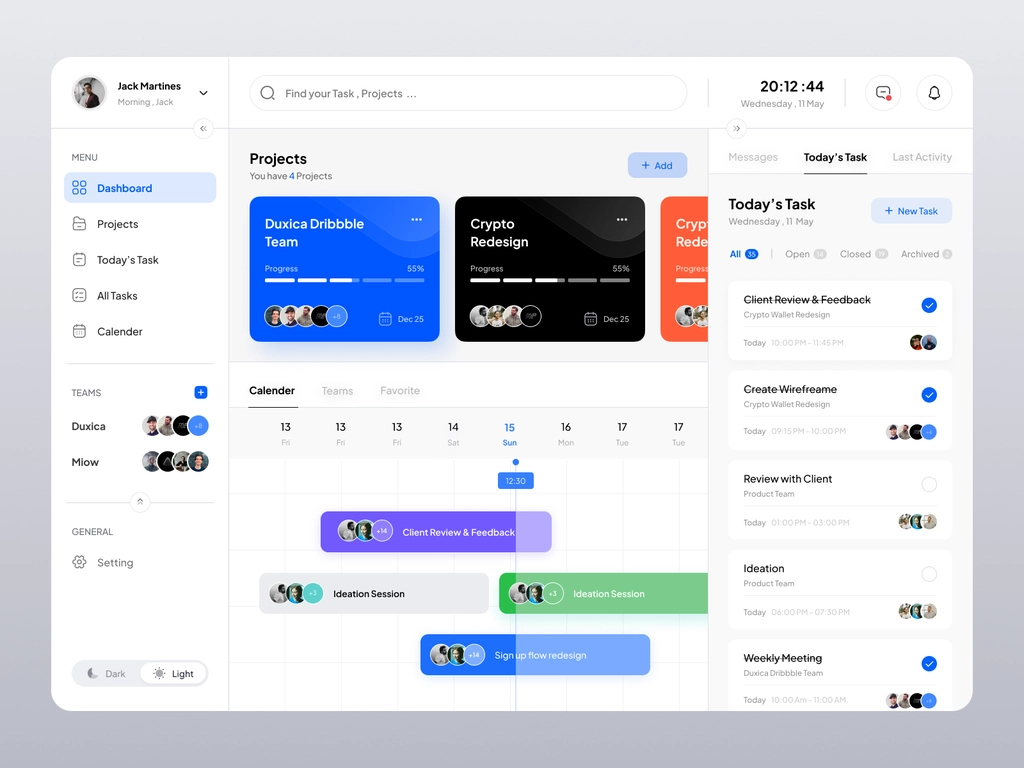 Jack Martines
Morning , Jack
MENU
Dashboard
Projects
Today's Task
All Tasks
Calender
TEAMS
Duxica
+8
Miow
GENERAL
Setting
Dark
Light
Find your Task , Projects ...
20:12 :44
Wednesday , 11 May
Projects
You have 4 Projects
+ Add
Duxica Dribbble
Team
Progress
55%
+8
Dec 25
Crypto
Redesign
Progress
55%
Dec 25
Crypto
Rede
Progress
Calender
Teams
Favorite
13
Fri
13
Fri
13
Fri
14
Sat
15
Sun
16
Mon
17
Tue
17
Tue
12:30
+14
Client Review & Feedback
+3
Ideation Session
+3
Ideation Session
+14
Sign up flow redesign
Messages
Today's Task
Last Activity
Today's Task
Wednesday , 11 May
+ New Task
All 35
Open
Closed
Archived 2
Client Review & Feedback
Crypto Wallet Redesign
Today 10:00 PM - 11:45 PM
Create Wireframe
Crypto Wallet Redesign
Today 09:15 PM - 10:00 PM
Review with Client
Product Team
Today 01:00 PM - 03:00 PM
Ideation
Product Team
Today 06:00 PM - 07:30 PM
Weekly Meeting
Duxica Dribbble Team
Today 10:00 Am - 11:00 AM